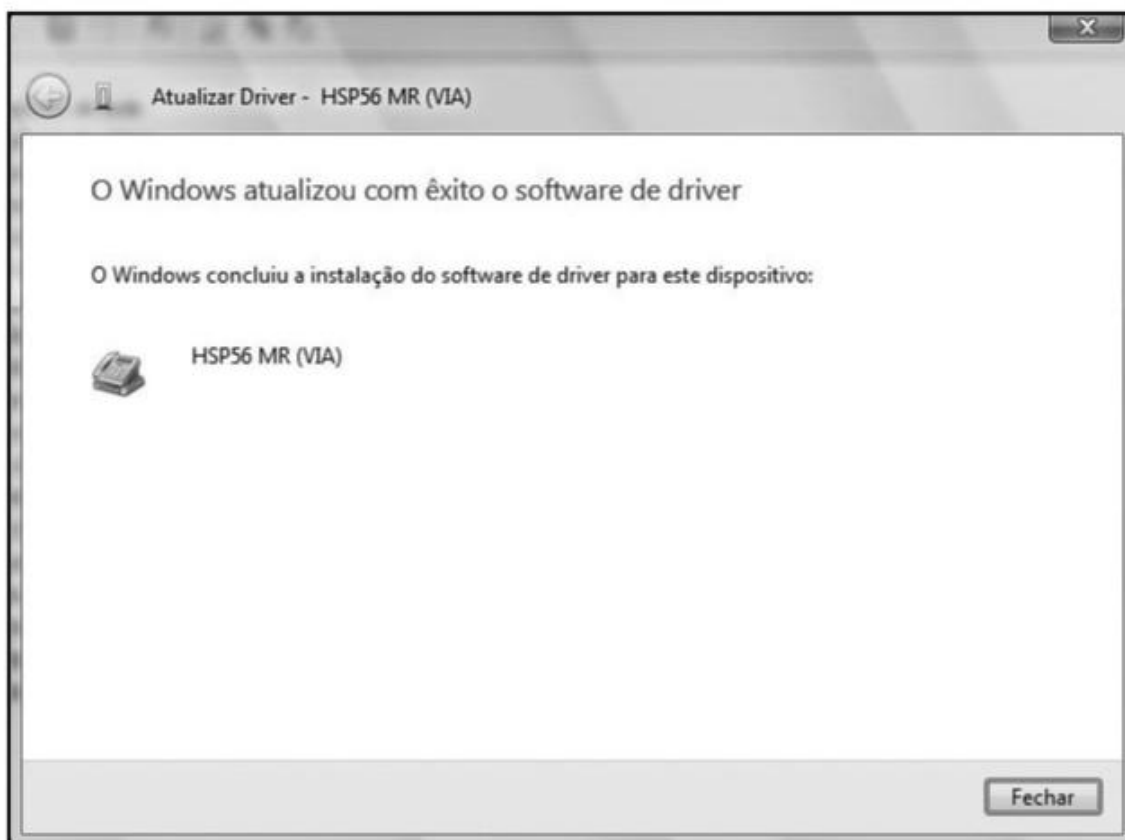 Atualizar Driver - HSP56 MR (VIA)
O Windows atualizou com êxito o software de driver
O Windows concluiu a instalação do software de driver para este dispositivo:
HSP56 MR (VIA)
Fechar